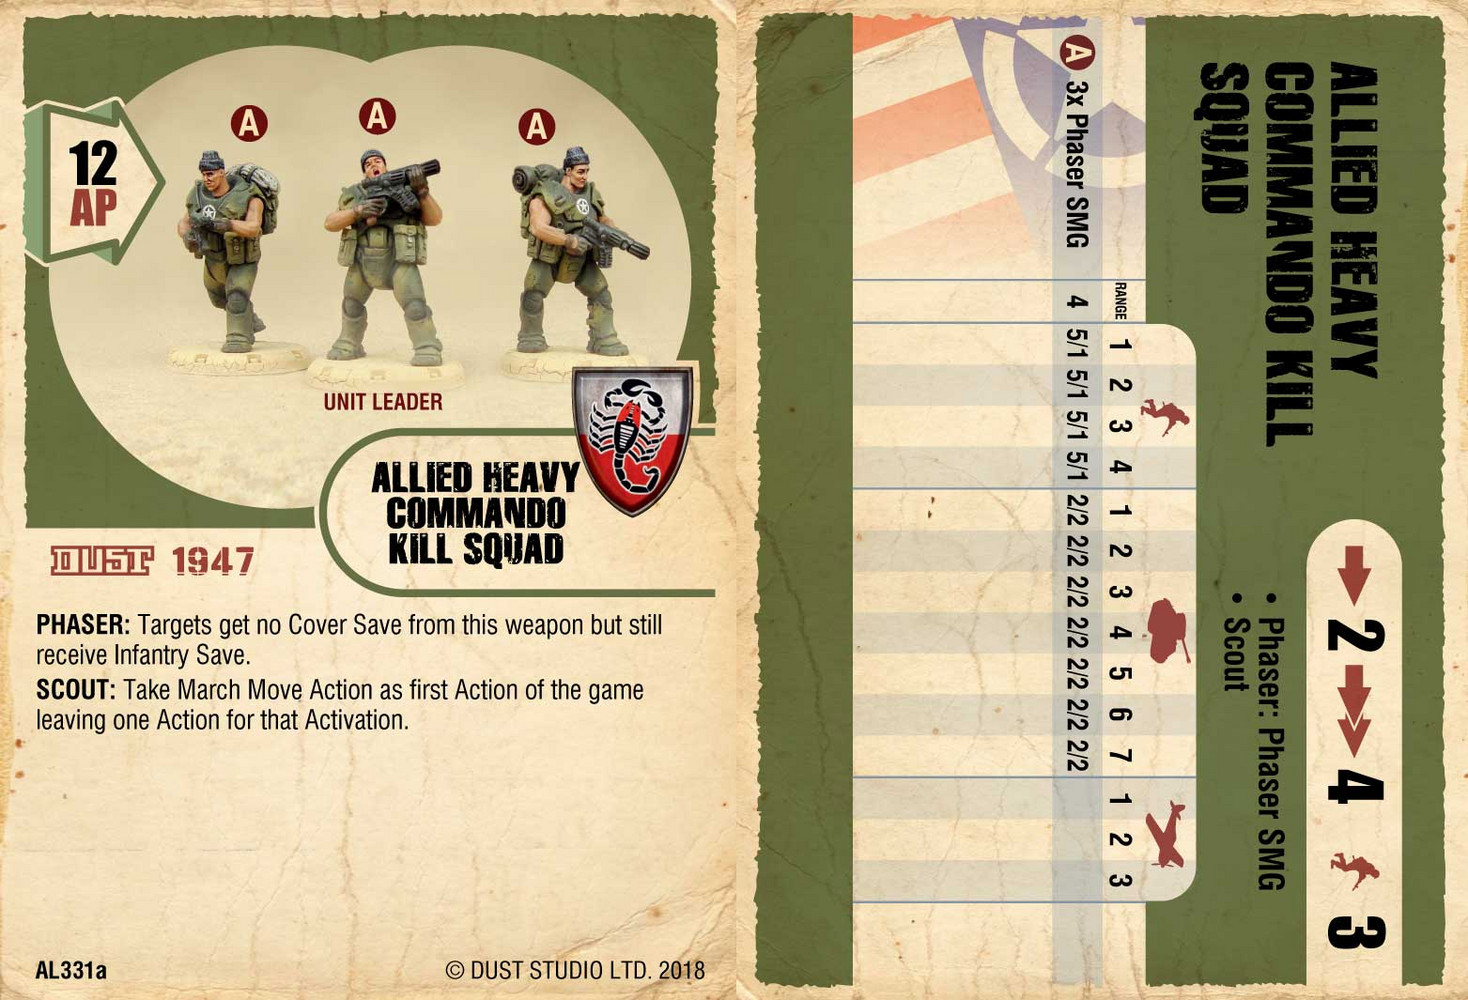 12
AP
A
A
A
UNIT LEADER
ALLIED HEAVY
COMMANDO
KILL SQUAD
DUST 1947
PHASER: Targets get no Cover Save from this weapon but still
receive Infantry Save.
SCOUT: Take March Move Action as first Action of the game
leaving one Action for that Activation.
AL331a
© DUST STUDIO LTD. 2018
ALLIED HEAVY
COMMANDO KILL
SQUAD
2 4 3
• Phaser: Phaser SMG
• Scout
RANGE 1 2 3 4 1 2 3 4 5 6 7 1 2 3
A 3x Phaser SMG 4 5/1 5/1 5/1 5/1 2/2 2/2 2/2 2/2 2/2 2/2 2/2